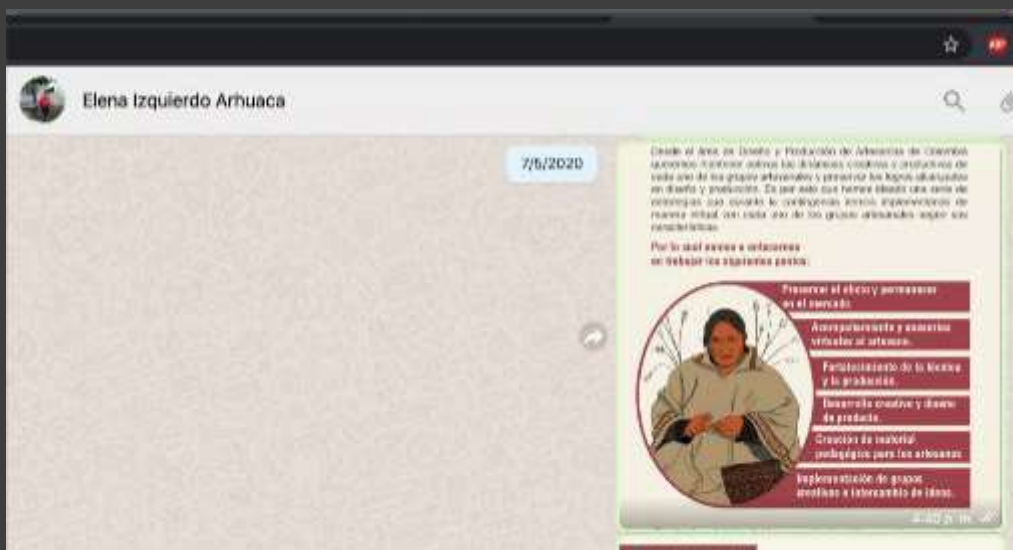 ABP
Elena Izquierdo Arhuaca
7/5/2020
Desde el Área de Diseño y Producción de Artesanías de Colombia
queremos mantener activas las dinámicas creativas y productivas de
cada uno de los grupos artesanales y preservar los logros alcanzados
en diseño y producción. Es por esto que hemos ideado una serie de
estrategias que durante la contingencia iremos implementando de
manera virtual con cada uno de los grupos artesanales según sus
características.
Por lo cual vamos a enfocarnos
en trabajar los siguientes puntos:
Preservar el oficio y permanecer
en el mercado.
Acompañamiento y asesorías
virtuales al artesano.
Fortalecimiento de la técnica
y la producción.
Desarrollo creativo y diseño
de producto.
Creación de material
pedagógico para los artesanos
Implementación de grupos
creativos e intercambio de ideas.
4:40 p. m.